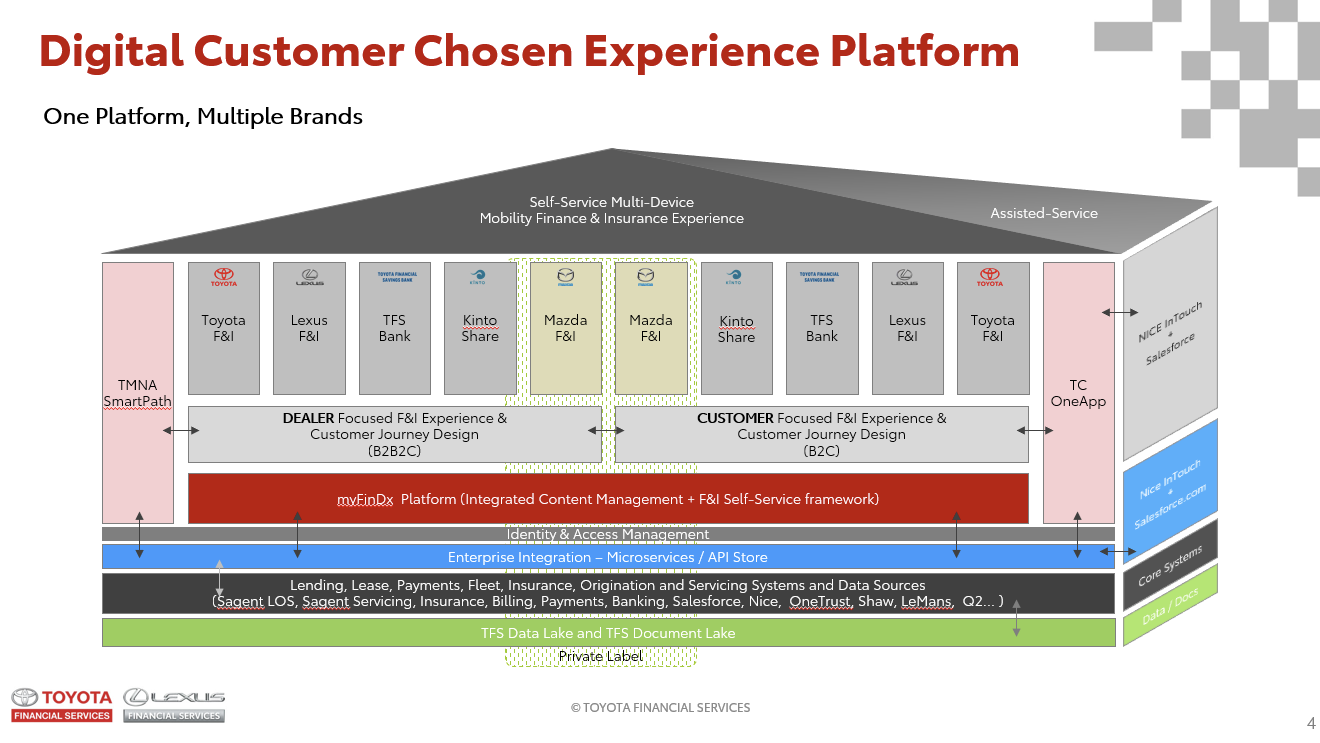 Digital Customer Chosen Experience Platform
One Platform, Multiple Brands
Self-Service Multi-Device
Mobility Finance & Insurance Experience
Assisted-Service
TMNA
SmartPath
TOYOTA
Toyota
F&I
LEXUS
Lexus
F&I
TOYOTA FINANCIAL
SAVINGS BANK
TFS
Bank
KINTO
Kinto
Share
Mazda
F&I
Mazda
F&I
KINTO
Kinto
Share
TOYOTA FINANCIAL
SAVINGS BANK
TFS
Bank
LEXUS
Lexus
F&I
TOYOTA
Toyota
F&I
TC
OneApp
NICE InTouch
+
Salesforce
DEALER Focused F&I Experience &
Customer Journey Design
(B2B2C)
CUSTOMER Focused F&I Experience &
Customer Journey Design
(B2C)
myFinDx Platform (Integrated Content Management + F&I Self-Service framework)
Nice InTouch
+
Salesforce.com
Identity & Access Management
Enterprise Integration – Microservices / API Store
Lending, Lease, Payments, Fleet, Insurance, Origination and Servicing Systems and Data Sources
(Sagent LOS, Sagent Servicing, Insurance, Billing, Payments, Banking, Salesforce, Nice, OneTrust, Shaw, LeMans, Q2... )
Core Systems
TFS Data Lake and TFS Document Lake
Data / Docs
Private Label
TOYOTA
FINANCIAL SERVICES
LEXUS
FINANCIAL SERVICES
© TOYOTA FINANCIAL SERVICES
4